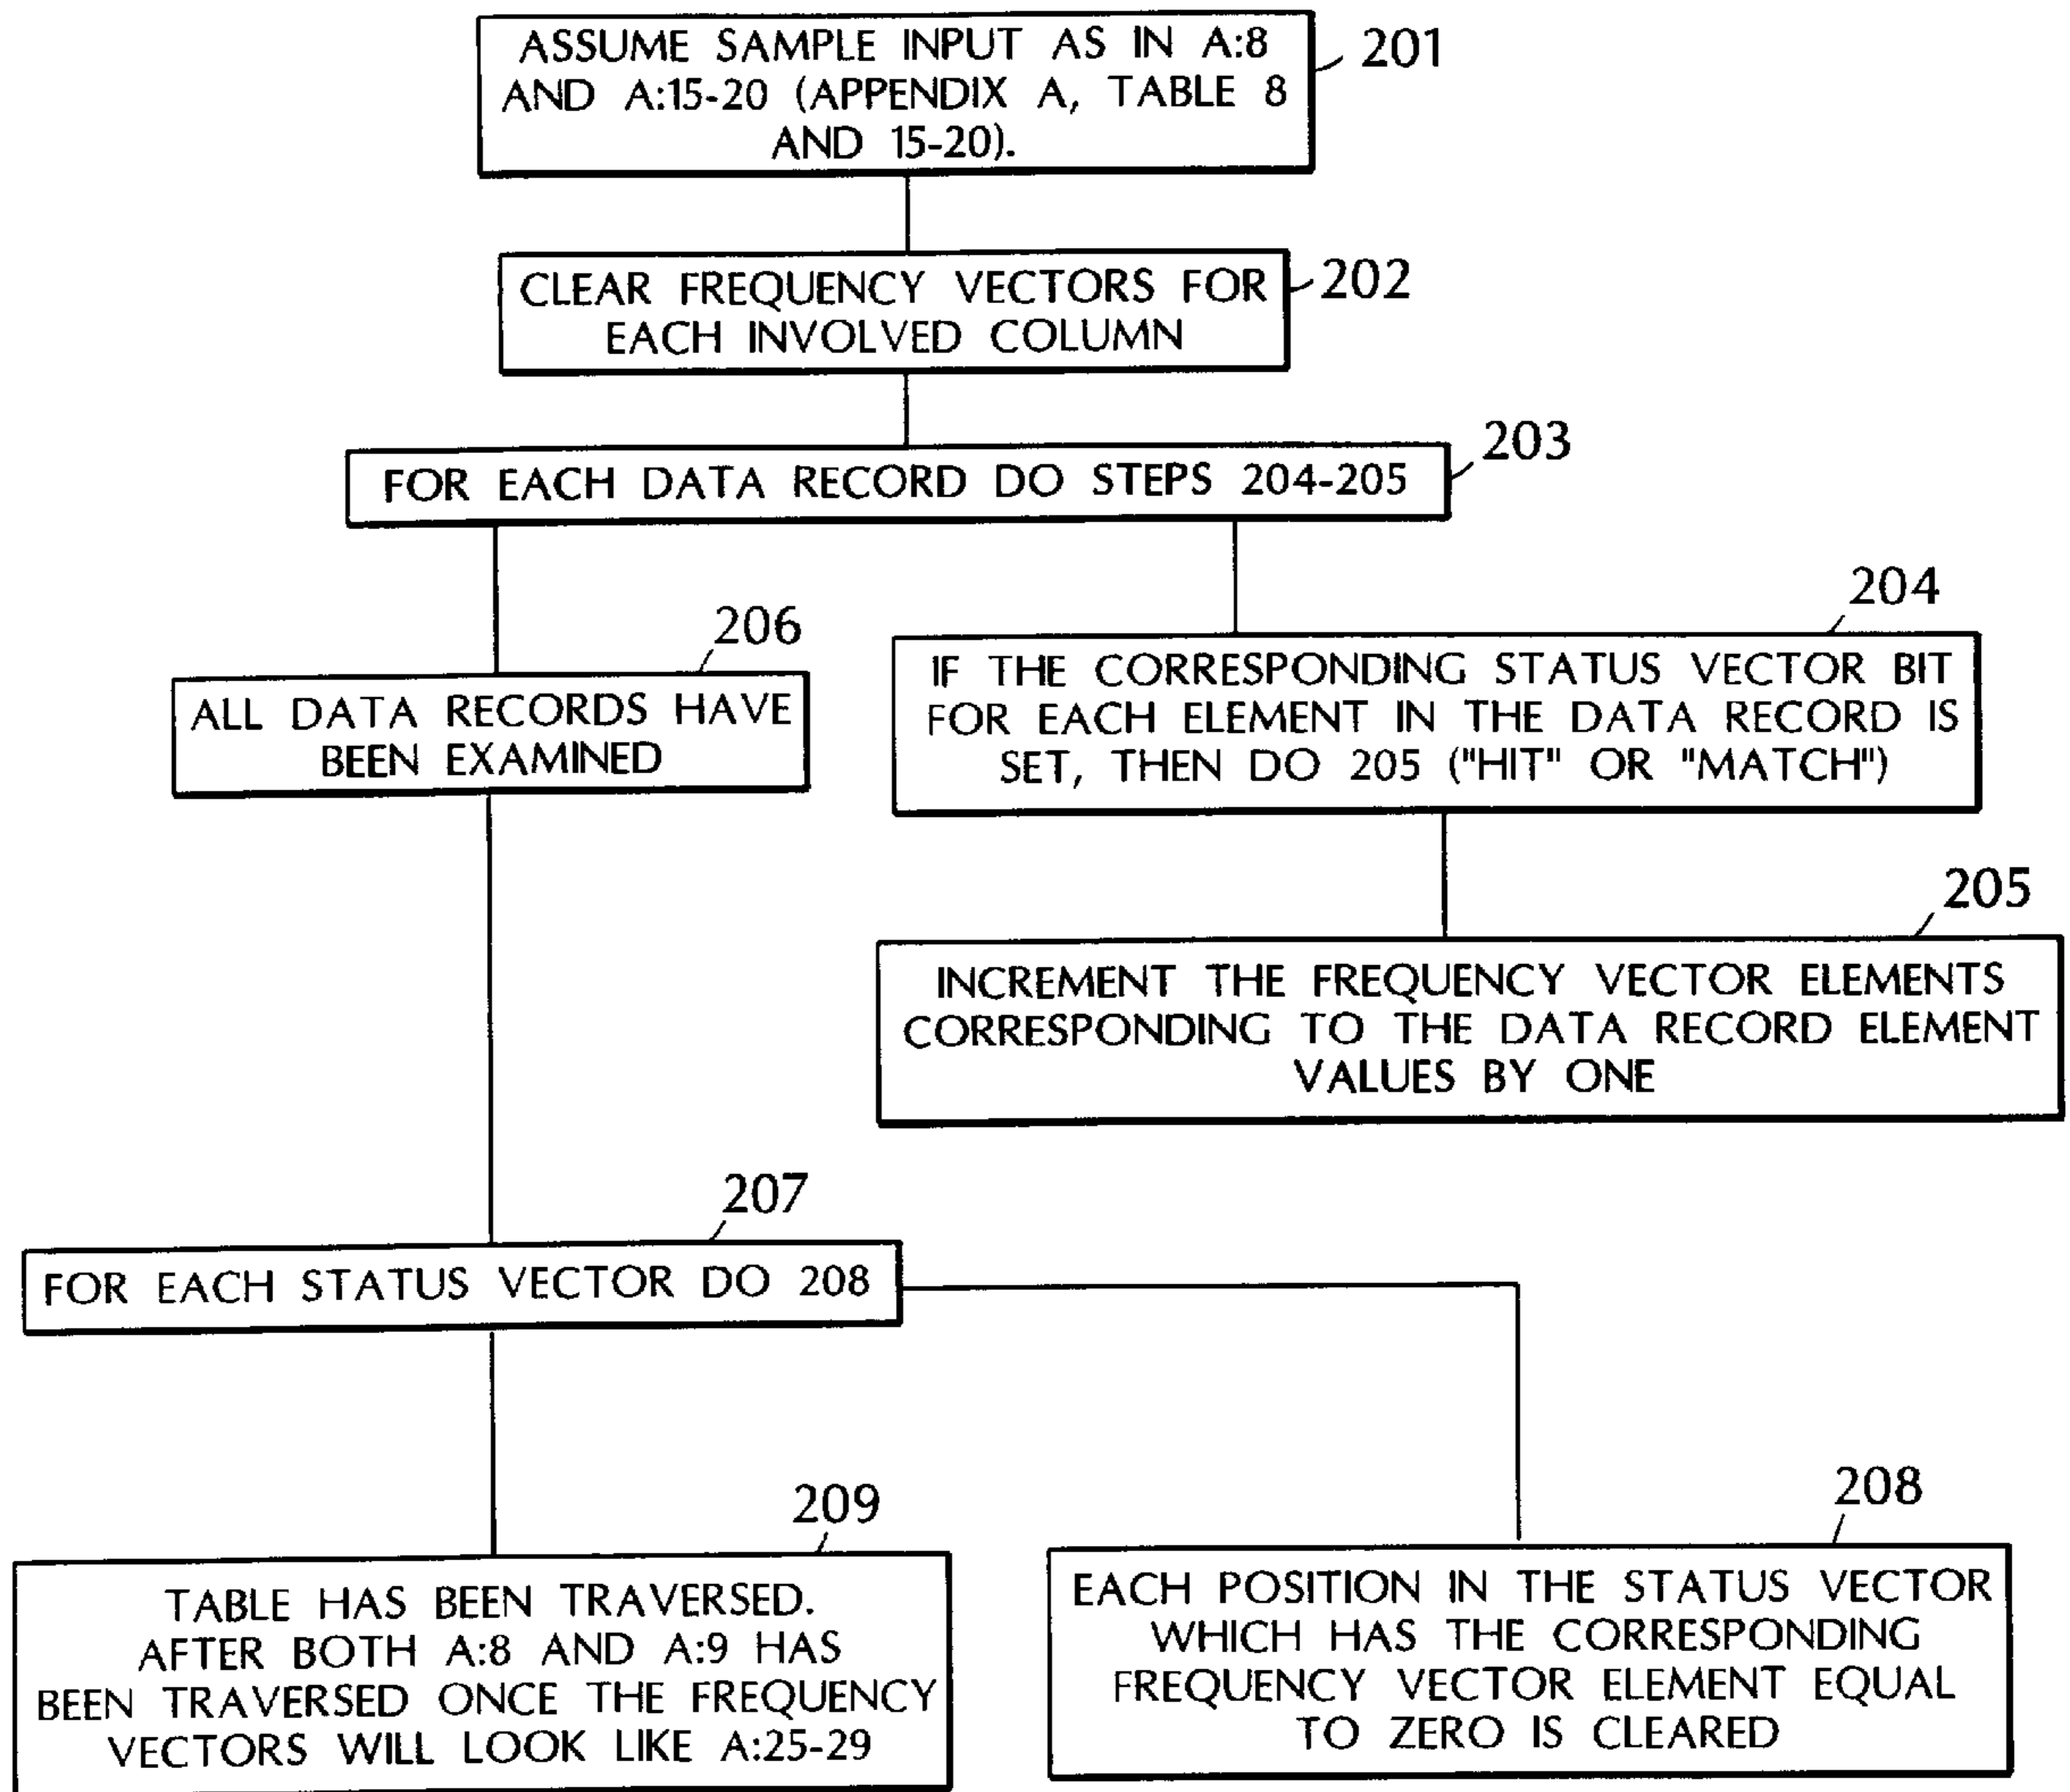 ASSUME SAMPLE INPUT AS IN A:8
AND A:15-20 (APPENDIX A, TABLE 8
AND 15-20).
201
CLEAR FREQUENCY VECTORS FOR
EACH INVOLVED COLUMN
202
FOR EACH DATA RECORD DO STEPS 204-205
203
204
IF THE CORRESPONDING STATUS VECTOR BIT
FOR EACH ELEMENT IN THE DATA RECORD IS
SET, THEN DO 205 ("HIT" OR "MATCH")
206
ALL DATA RECORDS HAVE
BEEN EXAMINED
205
INCREMENT THE FREQUENCY VECTOR ELEMENTS
CORRESPONDING TO THE DATA RECORD ELEMENT
VALUES BY ONE
207
FOR EACH STATUS VECTOR DO 208
209
TABLE HAS BEEN TRAVERSED.
AFTER BOTH A:8 AND A:9 HAS
BEEN TRAVERSED ONCE THE FREQUENCY
VECTORS WILL LOOK LIKE A:25-29
208
EACH POSITION IN THE STATUS VECTOR
WHICH HAS THE CORRESPONDING
FREQUENCY VECTOR ELEMENT EQUAL
TO ZERO IS CLEARED